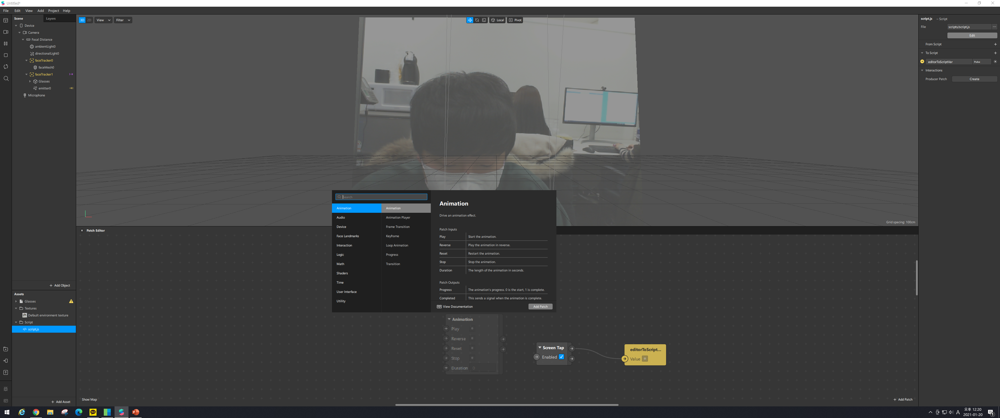 Untitled*
File Edit View Add Project Help
Scene Layers
Device
Camera
Focal Distance
ambientLight0
directionalLight0
faceTracker0
faceMesh0
faceTracker1
Glasses
emitter0
Microphone
+ Add Object
Assets
Glasses
Textures
Default environment texture
Script
script.js
+ Add Asset
3D 2D View Filter
Local Pivot
Grid spacing: 100cm
Patch Editor
Search
Animation
Audio
Device
Face Landmarks
Interaction
Logic
Math
Shaders
Time
User Interface
Utility
Animation
Animation Player
Frame Transition
Keyframe
Loop Animation
Progress
Transition
Animation
Drive an animation effect.
Patch Inputs
Play Start the animation.
Reverse Play the animation in reverse.
Reset Restart the animation.
Stop Stop the animation.
Duration The length of the animation in seconds.
Patch Outputs
Progress The animation's progress. 0 is the start, 1 is complete.
Completed This sends a signal when the animation is complete.
View Documentation Add Patch
Animation
Play
Reverse
Reset
Stop
Duration 0
Screen Tap
Enabled
editorToScript...
Value
Show Map
+ Add Patch
script.js – Script
File scripts/script.js ...
Edit
From Script +
To Script +
editorToScriptVar Pulse
Interactions
Producer Patch Create
TALK
A
오후 12:20
2021-01-20
1